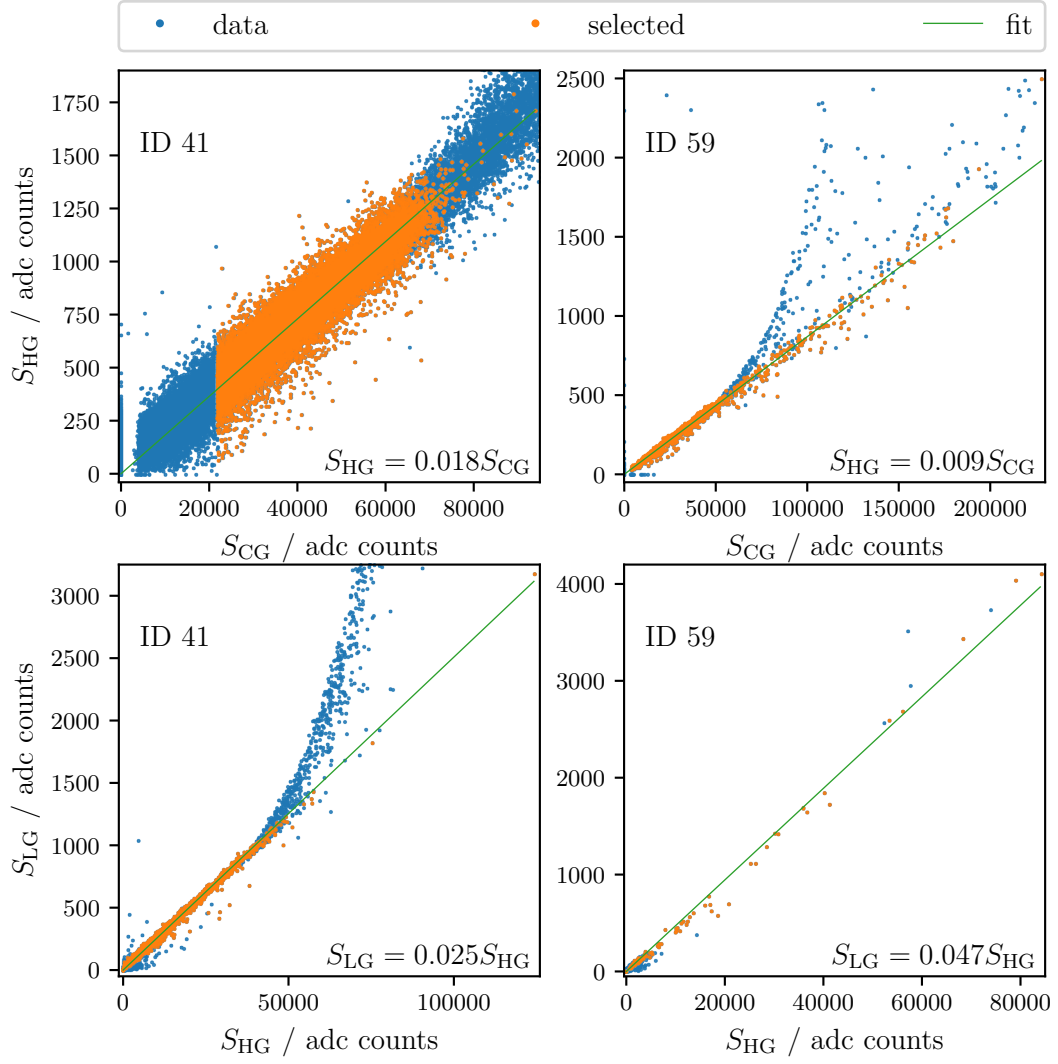 data selected fit
1750
1500
1250
1000
750
500
250
0
S_HG / adc counts
ID 41
S_HG = 0.018S_CG
0 20000 40000 60000 80000
S_CG / adc counts
2500
2000
1500
1000
500
0
ID 59
S_HG = 0.009S_CG
0 50000 100000 150000 200000
S_CG / adc counts
3000
2500
2000
1500
1000
500
0
S_LG / adc counts
ID 41
S_LG = 0.025S_HG
0 50000 100000
S_HG / adc counts
4000
3000
2000
1000
0
ID 59
S_LG = 0.047S_HG
0 20000 40000 60000 80000
S_HG / adc counts